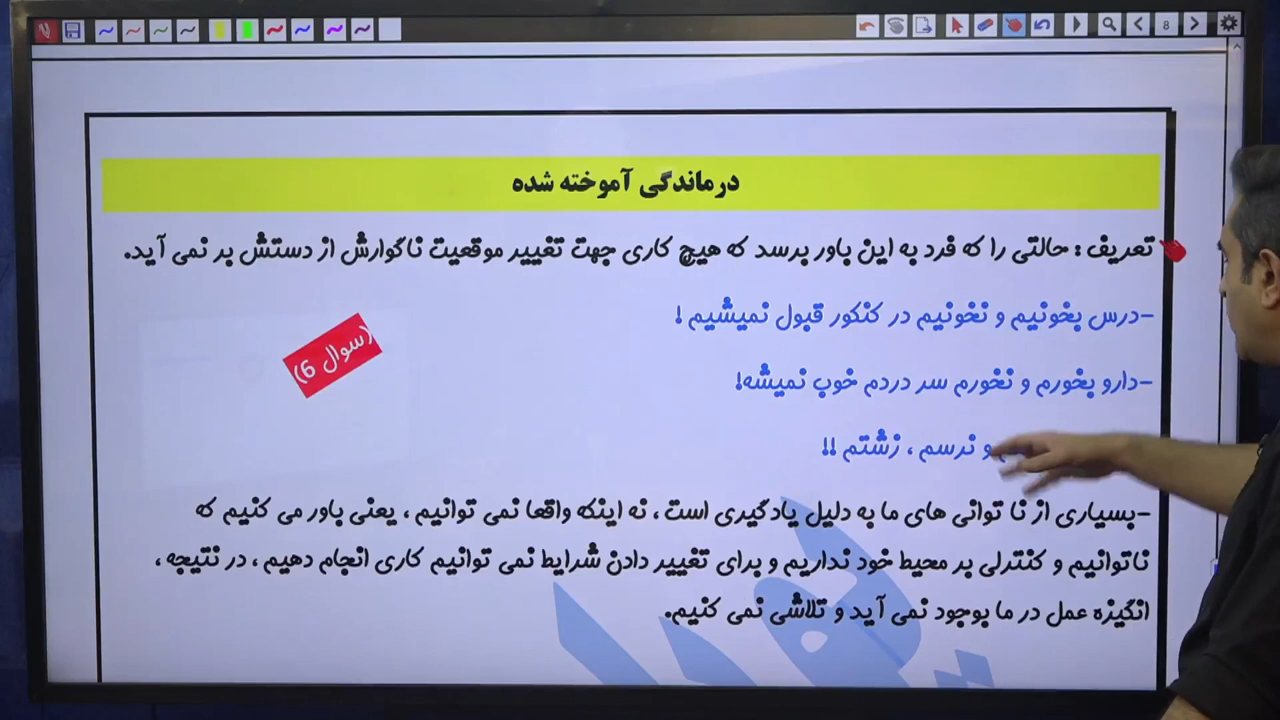 8
درماندگی آموخته شده
تعریف : حالتی را که فرد به این باور برسد که هیچ کاری جهت تغییر موقعیت ناگوارش از دستش بر نمی آید.
-درس بخونیم و نخونیم در کنکور قبول نمیشیم !
(سوال 6)
-دارو بخورم و نخورم سر دردم خوب نمیشه!
و نرسم ، زشتم !!
-بسیاری از نا توانی های ما به دلیل یادگیری است ، نه اینکه واقعا نمی توانیم ، یعنی باور می کنیم که
ناتوانیم و کنترلی بر محیط خود نداریم و برای تغییر دادن شرایط نمی توانیم کاری انجام دهیم ، در نتیجه ،
انگیزه عمل در ما بوجود نمی آید و تلاشی نمی کنیم.